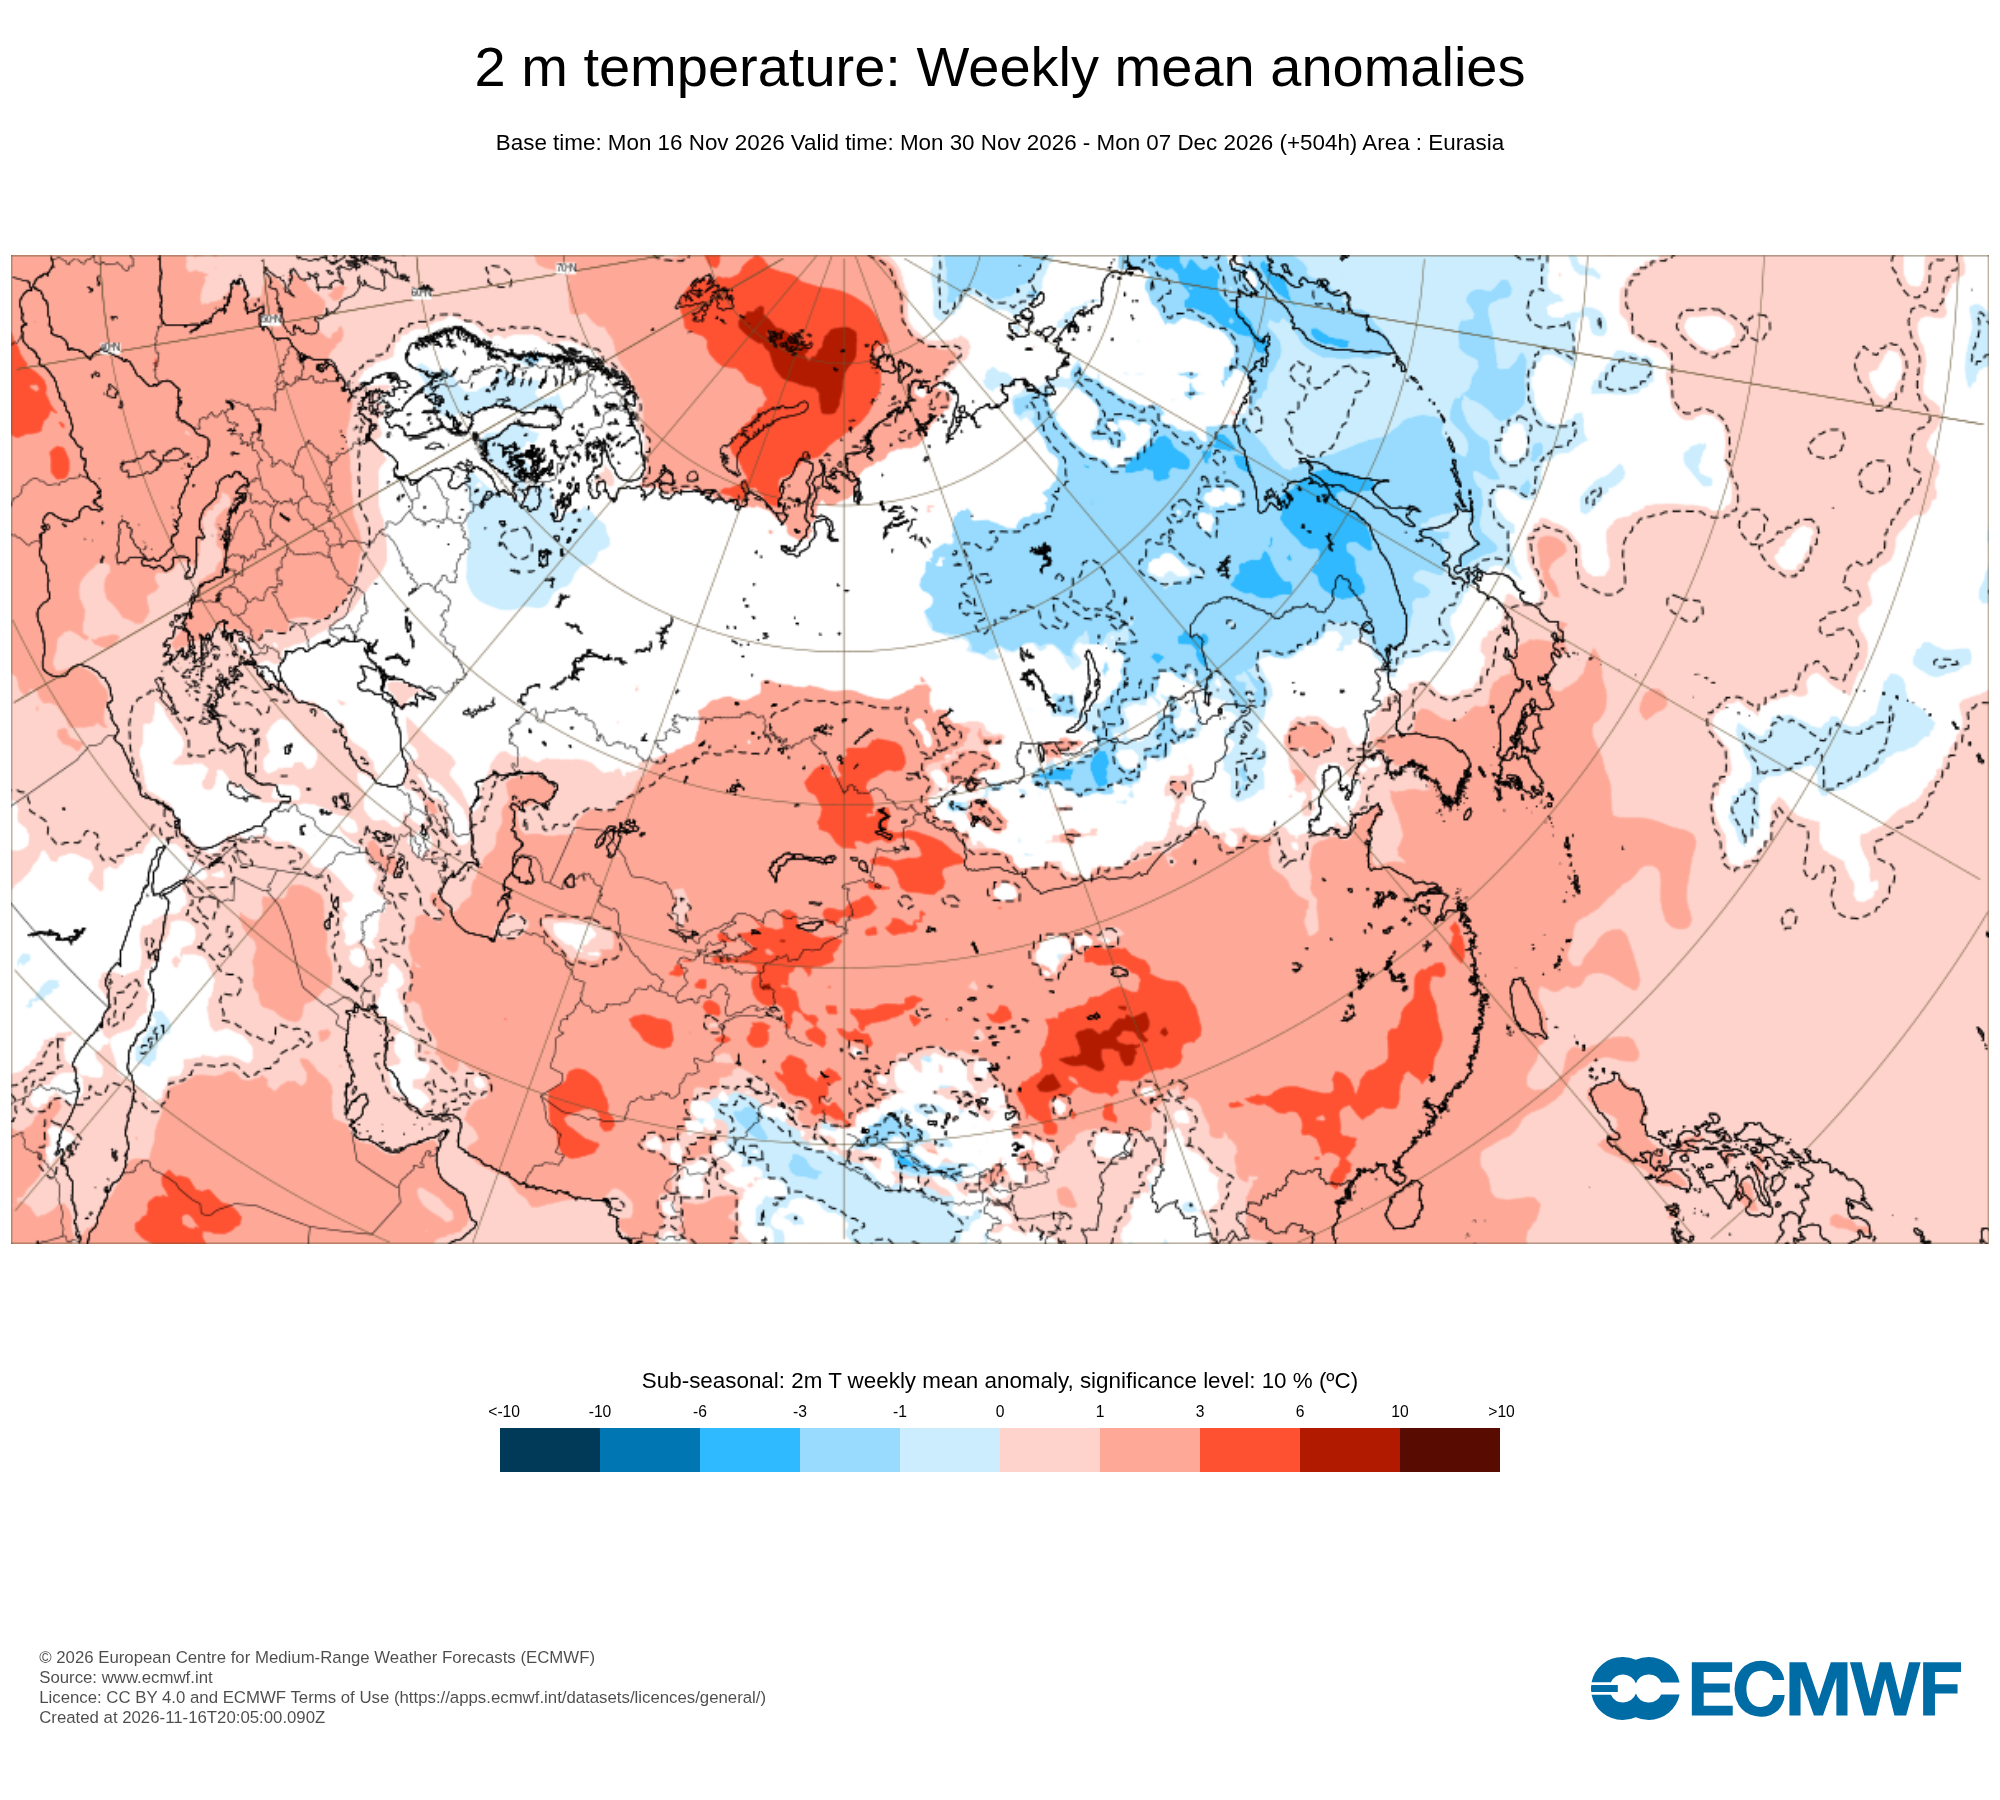 2 m temperature: Weekly mean anomalies
Base time: Mon 16 Nov 2026 Valid time: Mon 30 Nov 2026 - Mon 07 Dec 2026 (+504h) Area : Eurasia
70°N
60°N
50°N
40°N
Sub-seasonal: 2m T weekly mean anomaly, significance level: 10 % (ºC)
<-10 -10 -6 -3 -1 0 1 3 6 10 >10
© 2026 European Centre for Medium-Range Weather Forecasts (ECMWF)
Source: www.ecmwf.int
Licence: CC BY 4.0 and ECMWF Terms of Use (https://apps.ecmwf.int/datasets/licences/general/)
Created at 2026-11-16T20:05:00.090Z
ECMWF